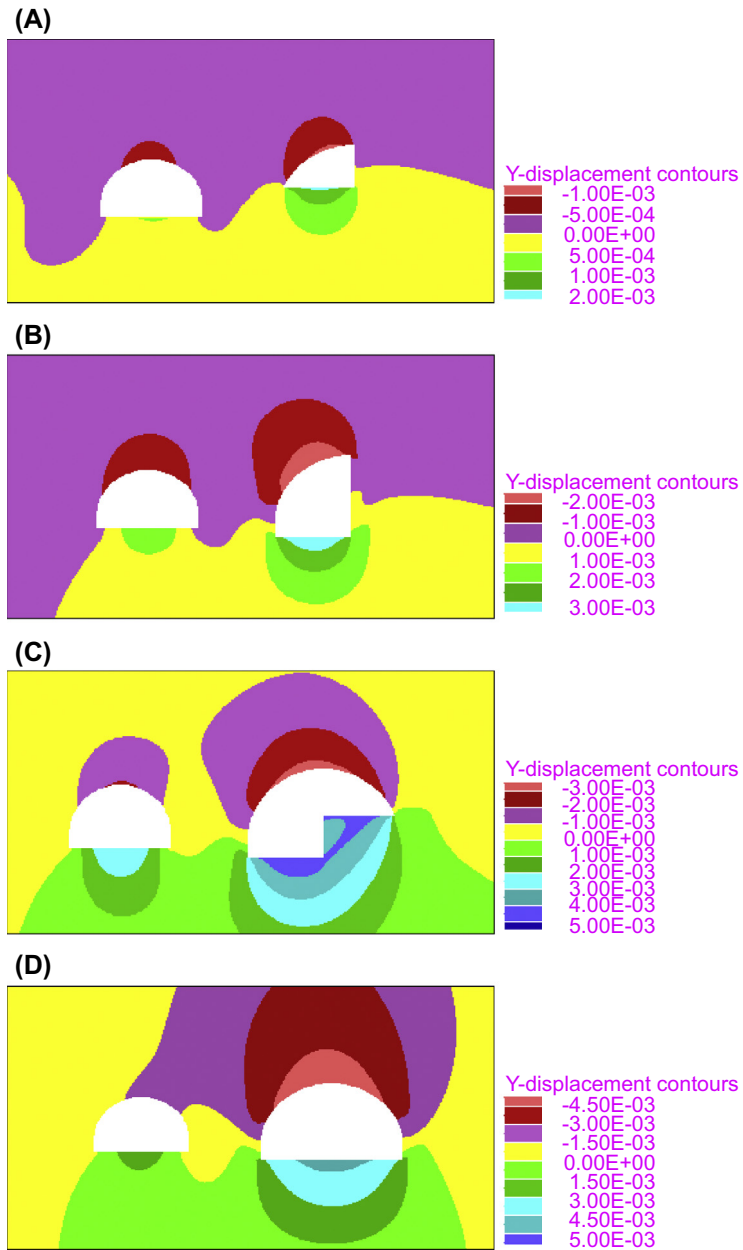 (A)
Y-displacement contours
-1.00E-03
-5.00E-04
0.00E+00
5.00E-04
1.00E-03
2.00E-03
(B)
Y-displacement contours
-2.00E-03
-1.00E-03
0.00E+00
1.00E-03
2.00E-03
3.00E-03
(C)
Y-displacement contours
-3.00E-03
-2.00E-03
-1.00E-03
0.00E+00
1.00E-03
2.00E-03
3.00E-03
4.00E-03
5.00E-03
(D)
Y-displacement contours
-4.50E-03
-3.00E-03
-1.50E-03
0.00E+00
1.50E-03
3.00E-03
4.50E-03
5.00E-03